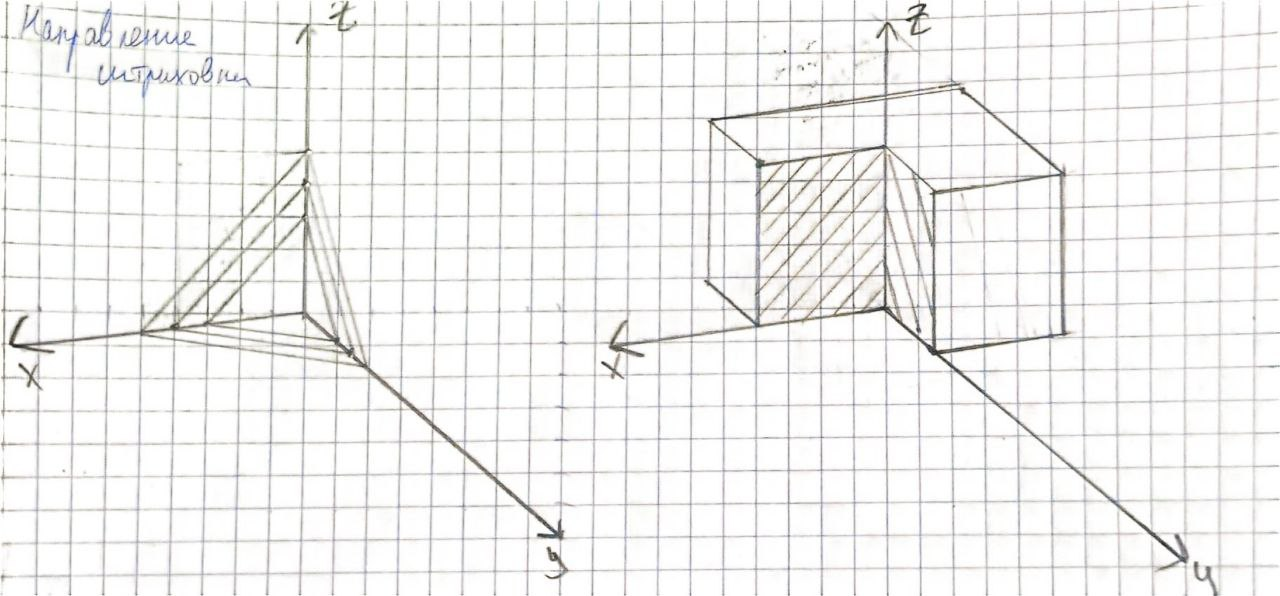 Направление
штриховки
z
x
y
z
x
y